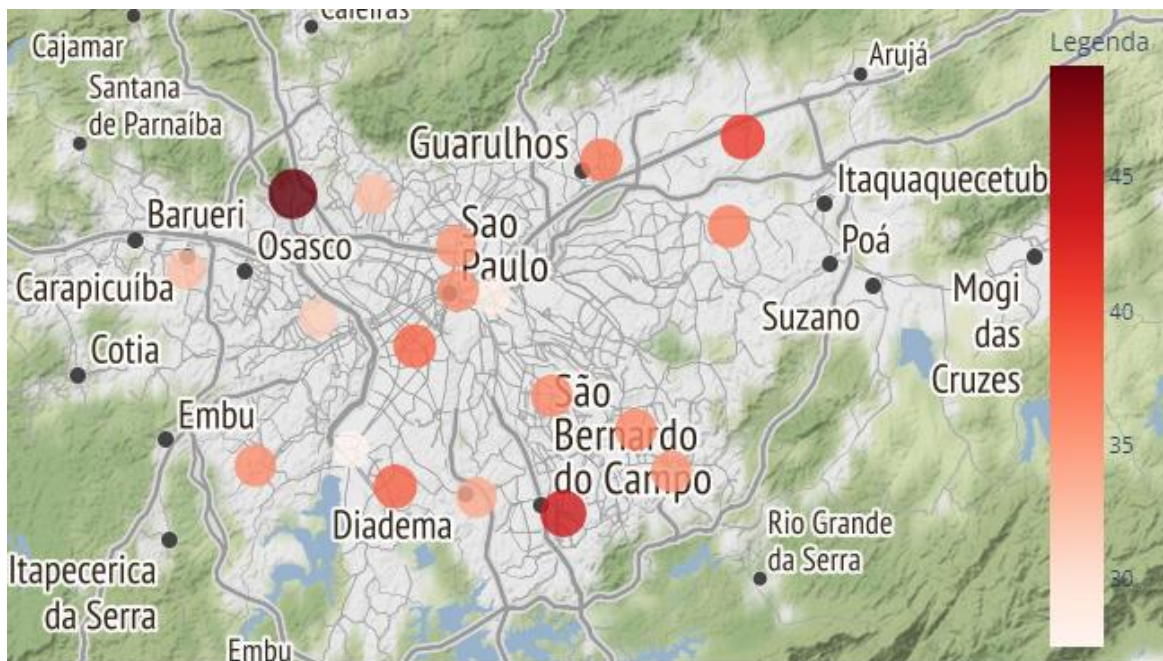 Caieiras
Cajamar
Legenda
Arujá
Santana
de Parnaíba
Guarulhos
Itaquaquecetub
45
Barueri
Sao
Paulo
Osasco
Poá
Carapicuíba
Mogi
das
Cruzes
Suzano
40
Cotia
São
Bernardo
do Campo
Embu
35
Diadema
Rio Grande
da Serra
Itapecerica
da Serra
30
Embu